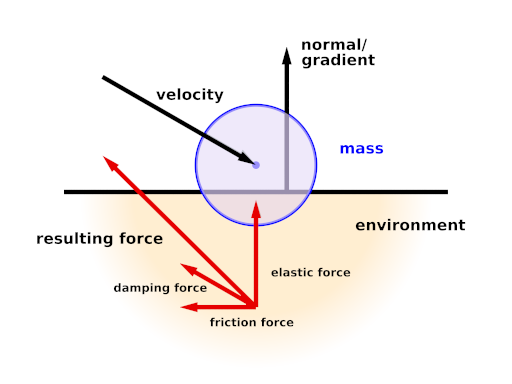 normal/
gradient
velocity
mass
environment
resulting force
elastic force
damping force
friction force